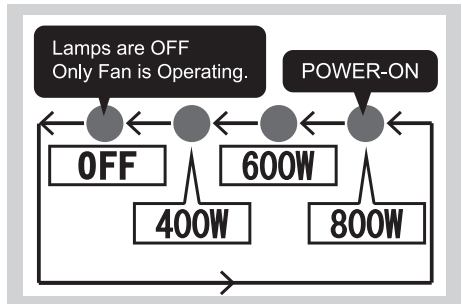 Lamps are OFF
Only Fan is Operating.
POWER-ON
OFF
600W
400W
800W